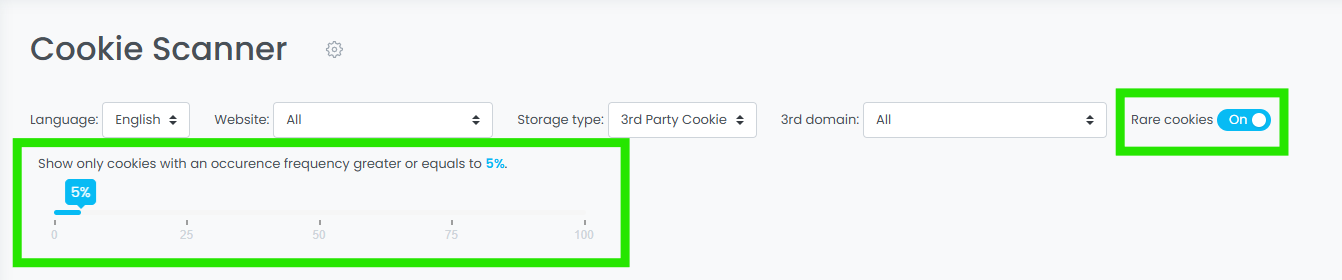 Cookie Scanner
Language: English Website: All Storage type: 3rd Party Cookie 3rd domain: All Rare cookies On
Show only cookies with an occurence frequency greater or equals to 5%.
5%
0 25 50 75 100